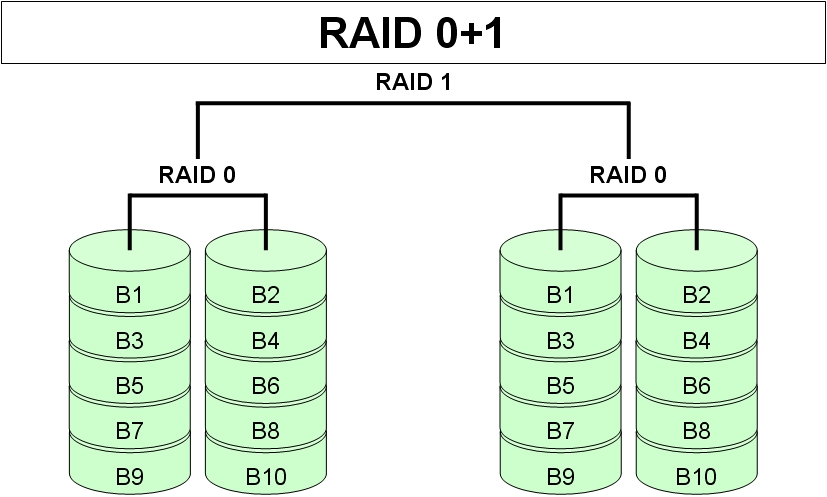 RAID 0+1
RAID 1
RAID 0 RAID 0
B1 B2 B1 B2
B3 B4 B3 B4
B5 B6 B5 B6
B7 B8 B7 B8
B9 B10 B9 B10